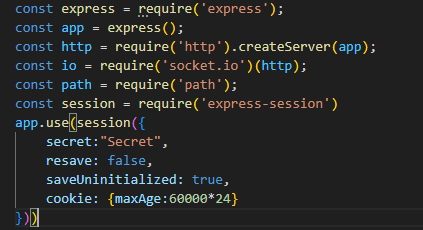 const express = require('express');
const app = express();
const http = require('http').createServer(app);
const io = require('socket.io')(http);
const path = require('path');
const session = require('express-session')
app.use(session({
    secret:"Secret",
    resave: false,
    saveUninitialized: true,
    cookie: {maxAge:60000*24}
}))